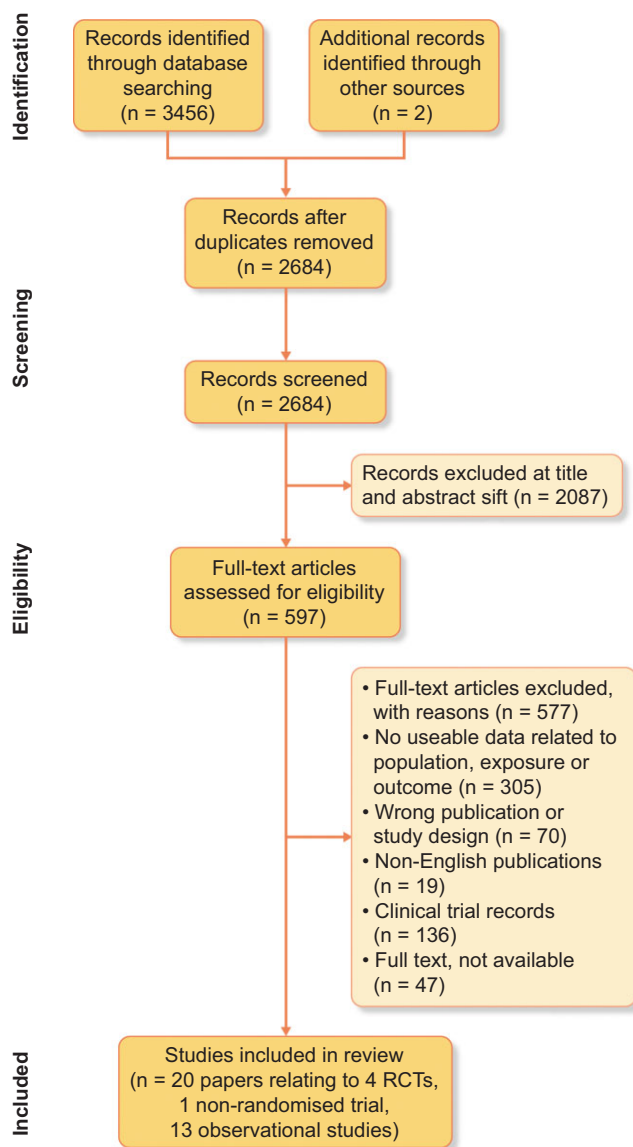 Identification
Records identified
through database
searching
(n = 3456)
Additional records
identified through
other sources
(n = 2)
Records after
duplicates removed
(n = 2684)
Screening
Records screened
(n = 2684)
Records excluded at title
and abstract sift (n = 2087)
Eligibility
Full-text articles
assessed for eligibility
(n = 597)
• Full-text articles excluded,
with reasons (n = 577)
• No useable data related to
population, exposure or
outcome (n = 305)
• Wrong publication or
study design (n = 70)
• Non-English publications
(n = 19)
• Clinical trial records
(n = 136)
• Full text, not available
(n = 47)
Included
Studies included in review
(n = 20 papers relating to 4 RCTs,
1 non-randomised trial,
13 observational studies)